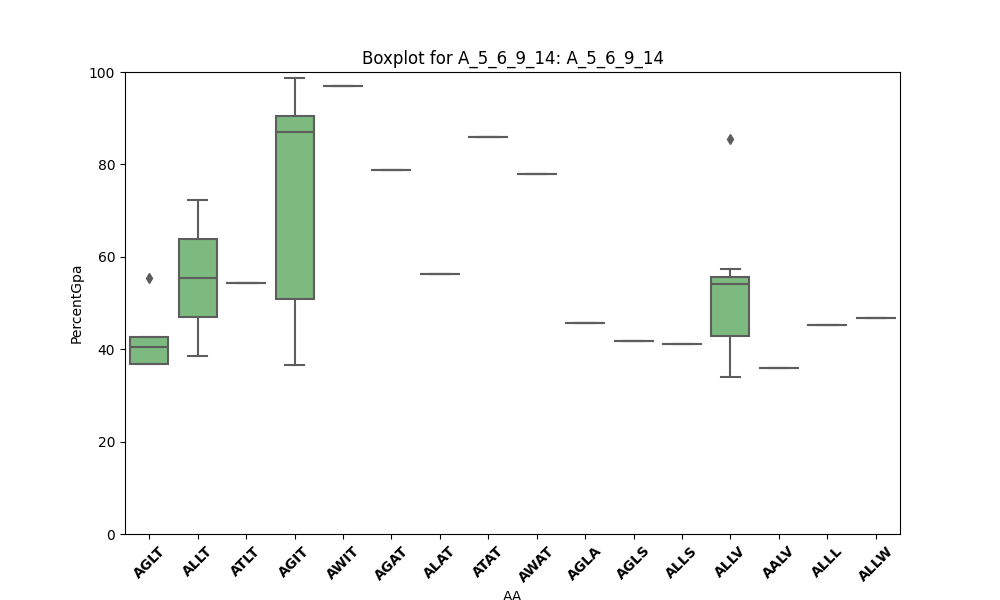 Boxplot for A_5_6_9_14: A_5_6_9_14
100
80
60
40
20
0
PercentGpa
AGLT ALLT ATLT AGIT AWIT AGAT ALAT ATAT AWAT AGLA AGLS ALLS ALLV AALV ALLL ALLW
AA